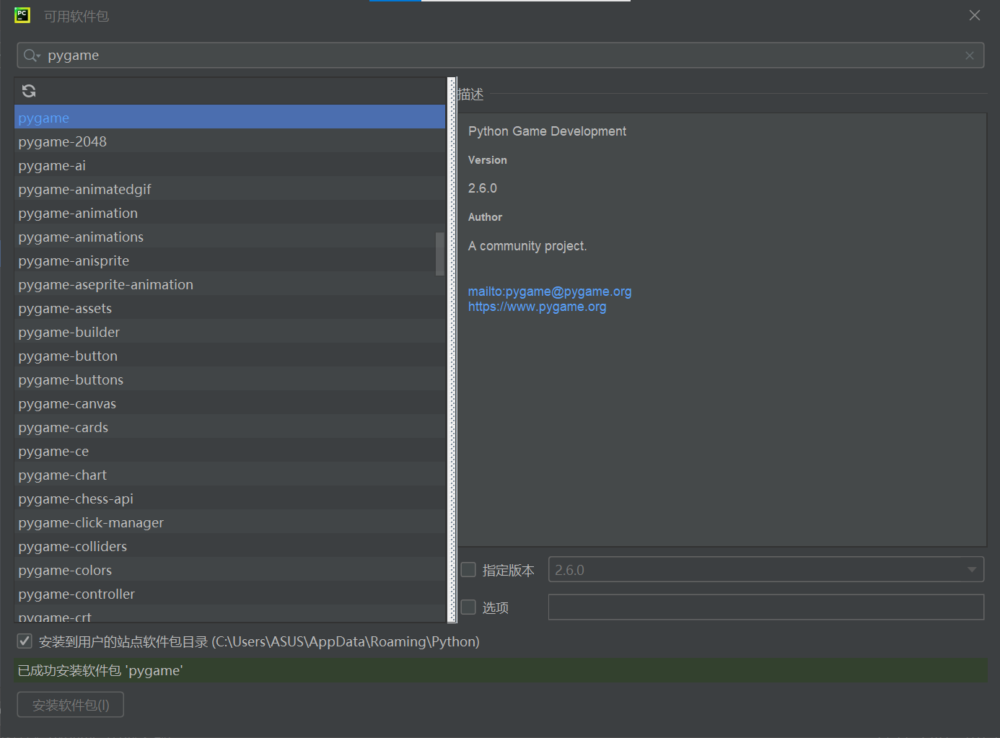 PC
可用软件包
pygame
pygame
pygame-2048
pygame-ai
pygame-animatedgif
pygame-animation
pygame-animations
pygame-anisprite
pygame-aseprite-animation
pygame-assets
pygame-builder
pygame-button
pygame-buttons
pygame-canvas
pygame-cards
pygame-ce
pygame-chart
pygame-chess-api
pygame-click-manager
pygame-colliders
pygame-colors
pygame-controller
pygame-crt
描述
Python Game Development
Version
2.6.0
Author
A community project.
mailto:pygame@pygame.org
https://www.pygame.org
指定版本 2.6.0
选项
安装到用户的站点软件包目录 (C:\Users\ASUS\AppData\Roaming\Python)
已成功安装软件包 'pygame'
安装软件包(I)